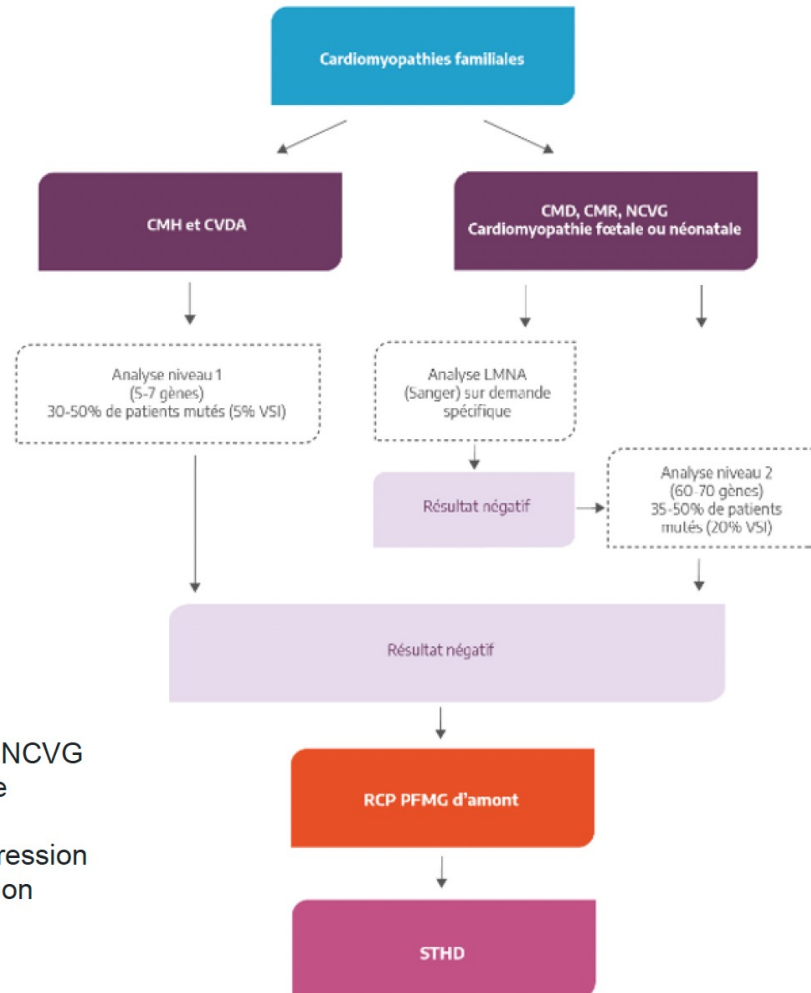 Cardiomyopathies familiales
CMH et CVDA
CMD, CMR, NCVG
Cardiomyopathie fœtale ou néonatale
Analyse niveau 1
(5-7 gènes)
30-50% de patients mutés (5% VSI)
Analyse LMNA
(Sanger) sur demande
spécifique
Résultat négatif
Analyse niveau 2
(60-70 gènes)
35-50% de patients
mutés (20% VSI)
Résultat négatif
NCVG
e
ression
on
RCP PFMG d'amont
STHD